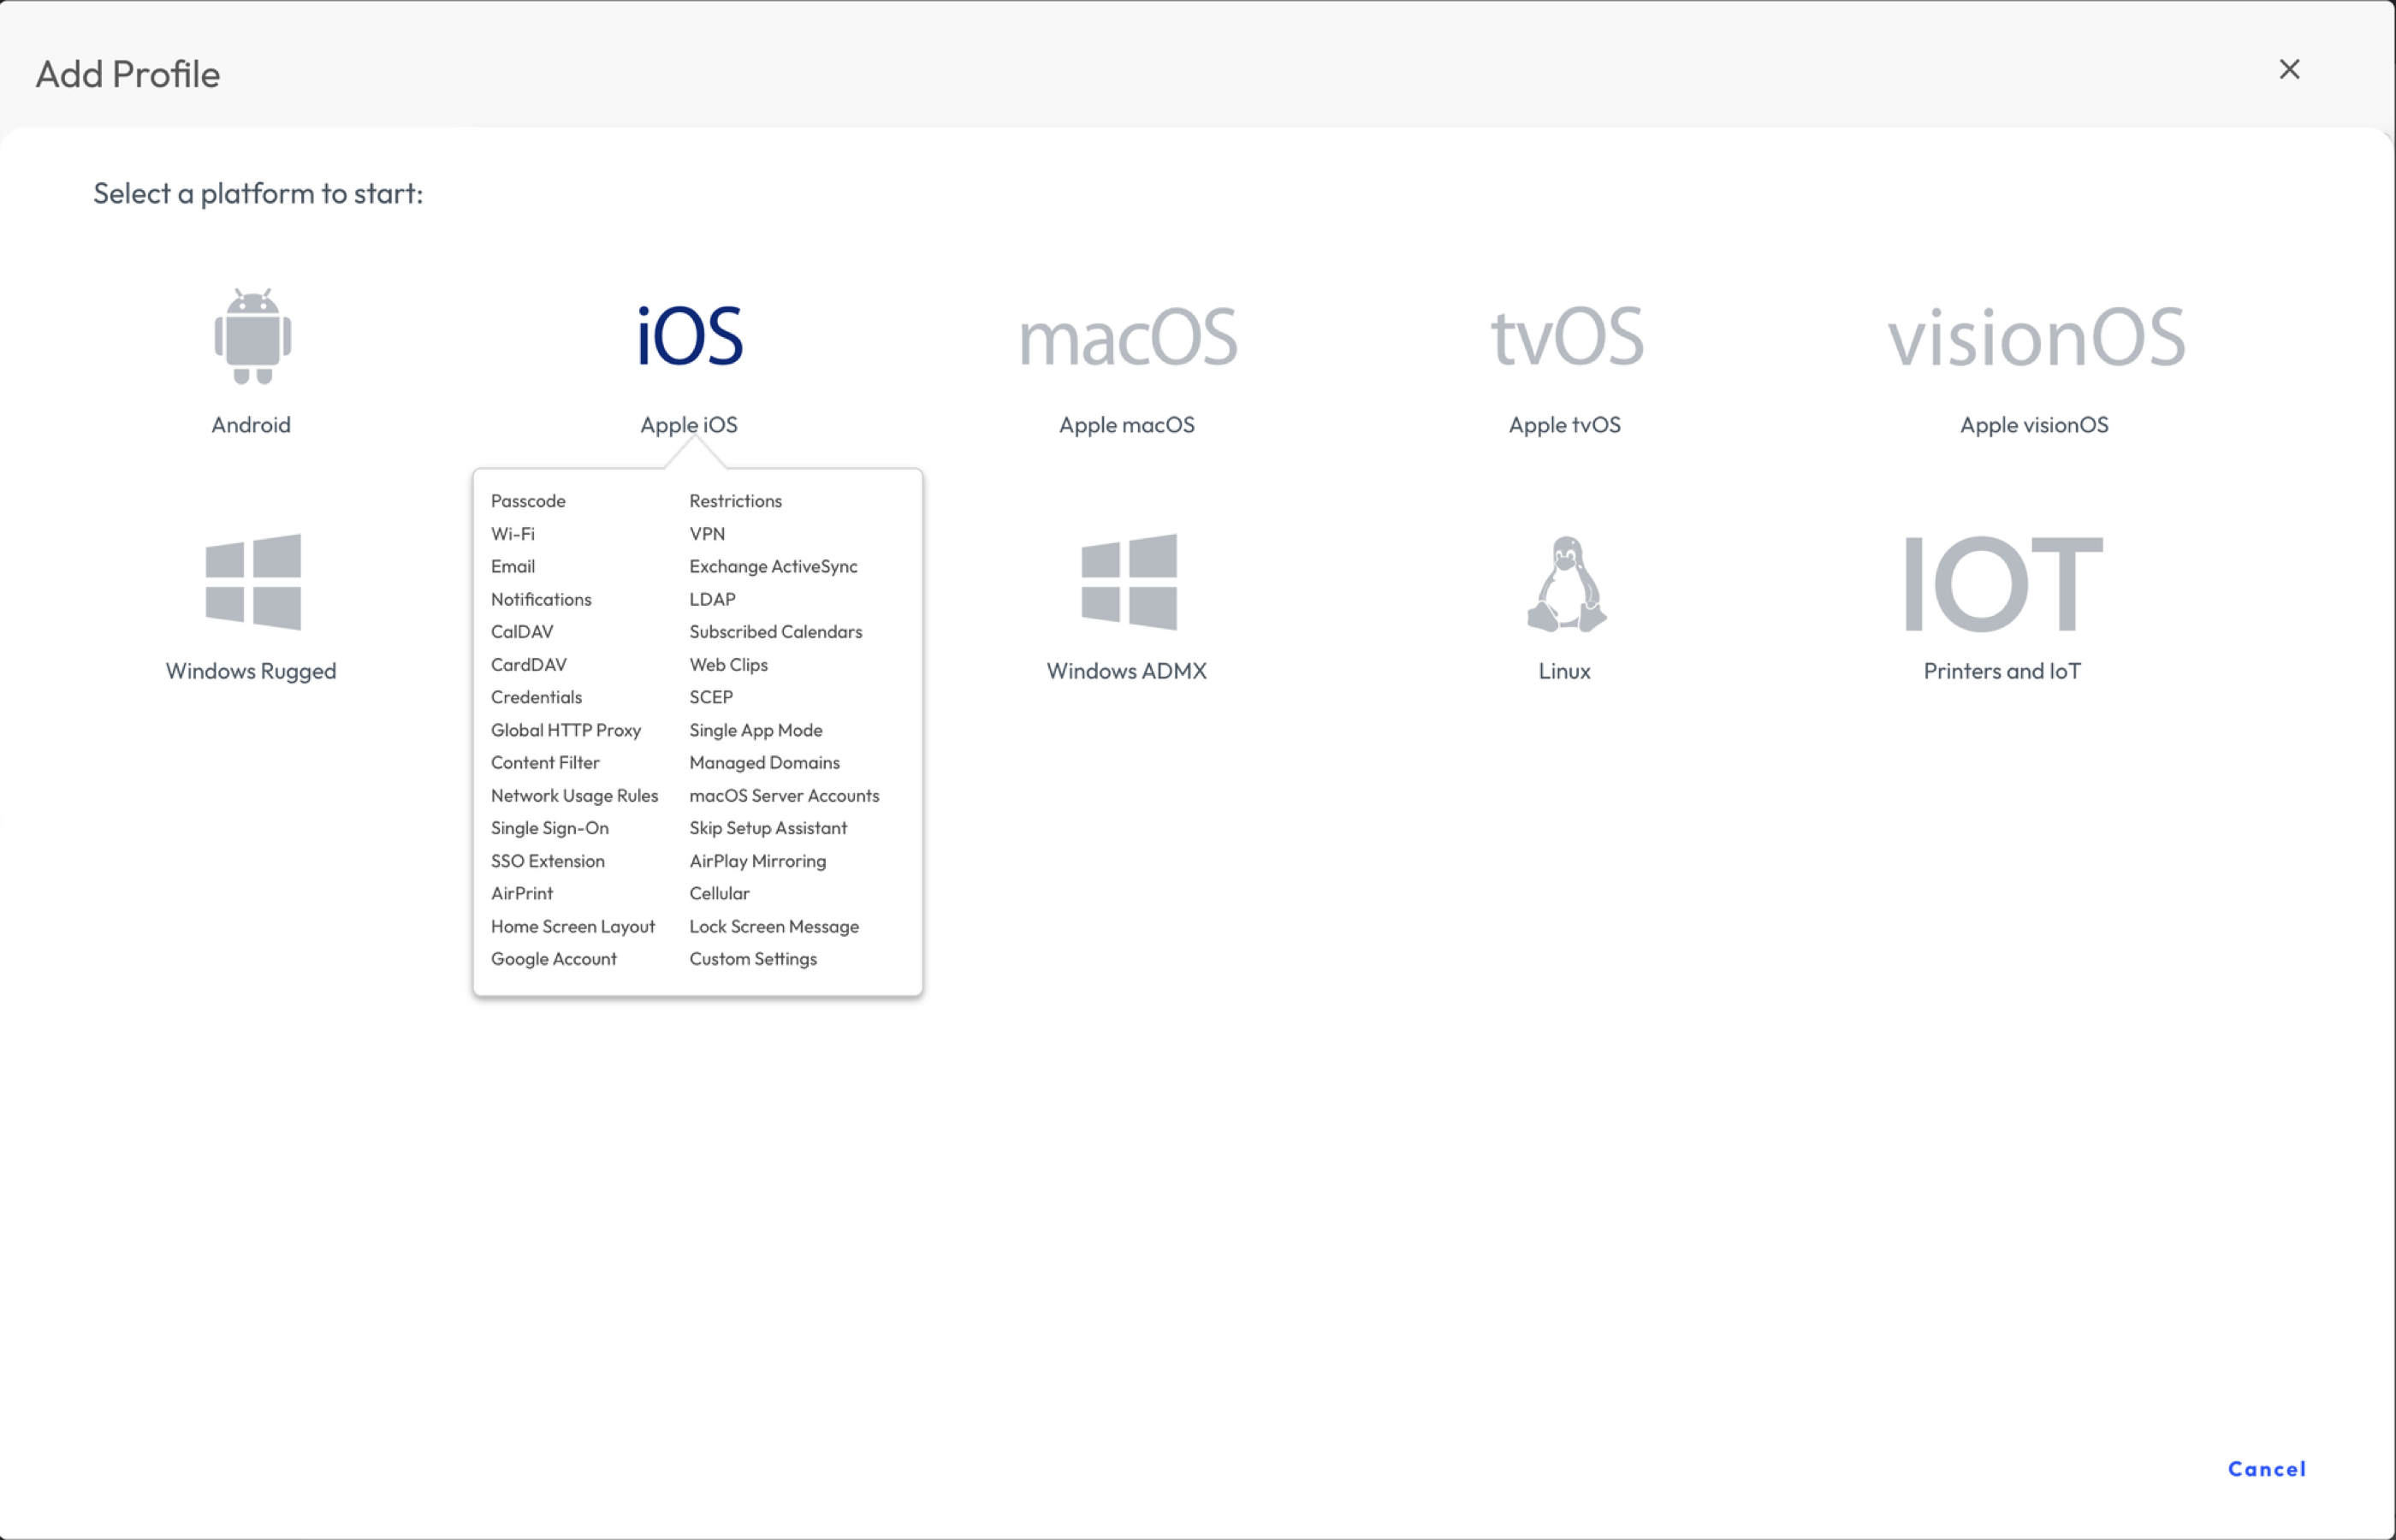 Add Profile
Select a platform to start:
iOS
macOS
tvOS
visionOS
Android
Apple iOS
Apple macOS
Apple tvOS
Apple visionOS
IOT
Windows Rugged
Windows ADMX
Linux
Printers and IoT
Passcode
Restrictions
Wi-Fi
VPN
Email
Exchange ActiveSync
Notifications
LDAP
CalDAV
Subscribed Calendars
CardDAV
Web Clips
Credentials
SCEP
Global HTTP Proxy
Single App Mode
Content Filter
Managed Domains
Network Usage Rules
macOS Server Accounts
Single Sign-On
Skip Setup Assistant
SSO Extension
AirPlay Mirroring
AirPrint
Cellular
Home Screen Layout
Lock Screen Message
Google Account
Custom Settings
Cancel